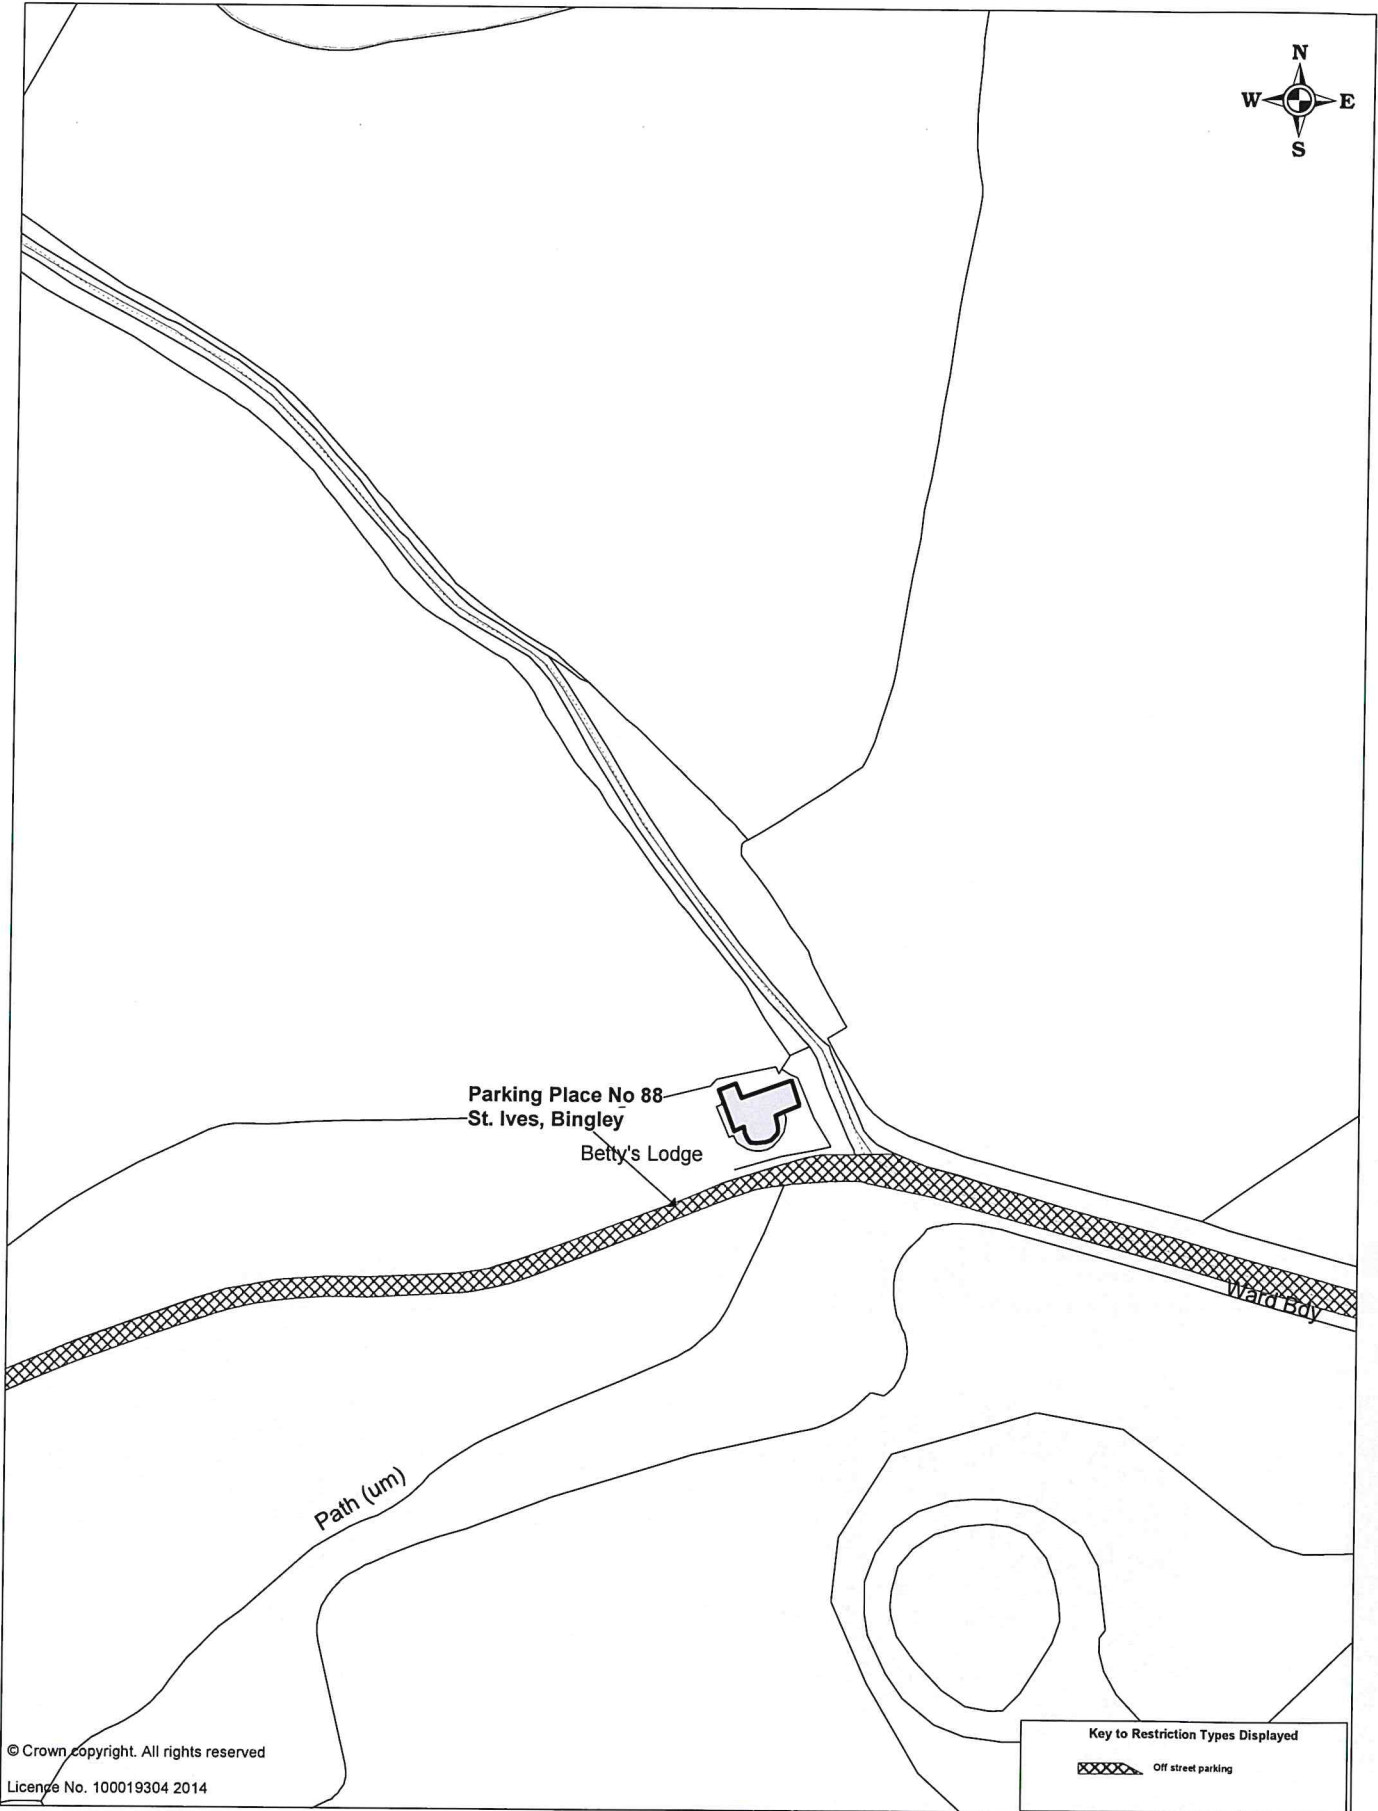 N
W E
S
Parking Place No 88
St. Ives, Bingley
Betty's Lodge
Ward Bdy
Path (um)
© Crown copyright. All rights reserved
Licence No. 100019304 2014
Key to Restriction Types Displayed
Off street parking